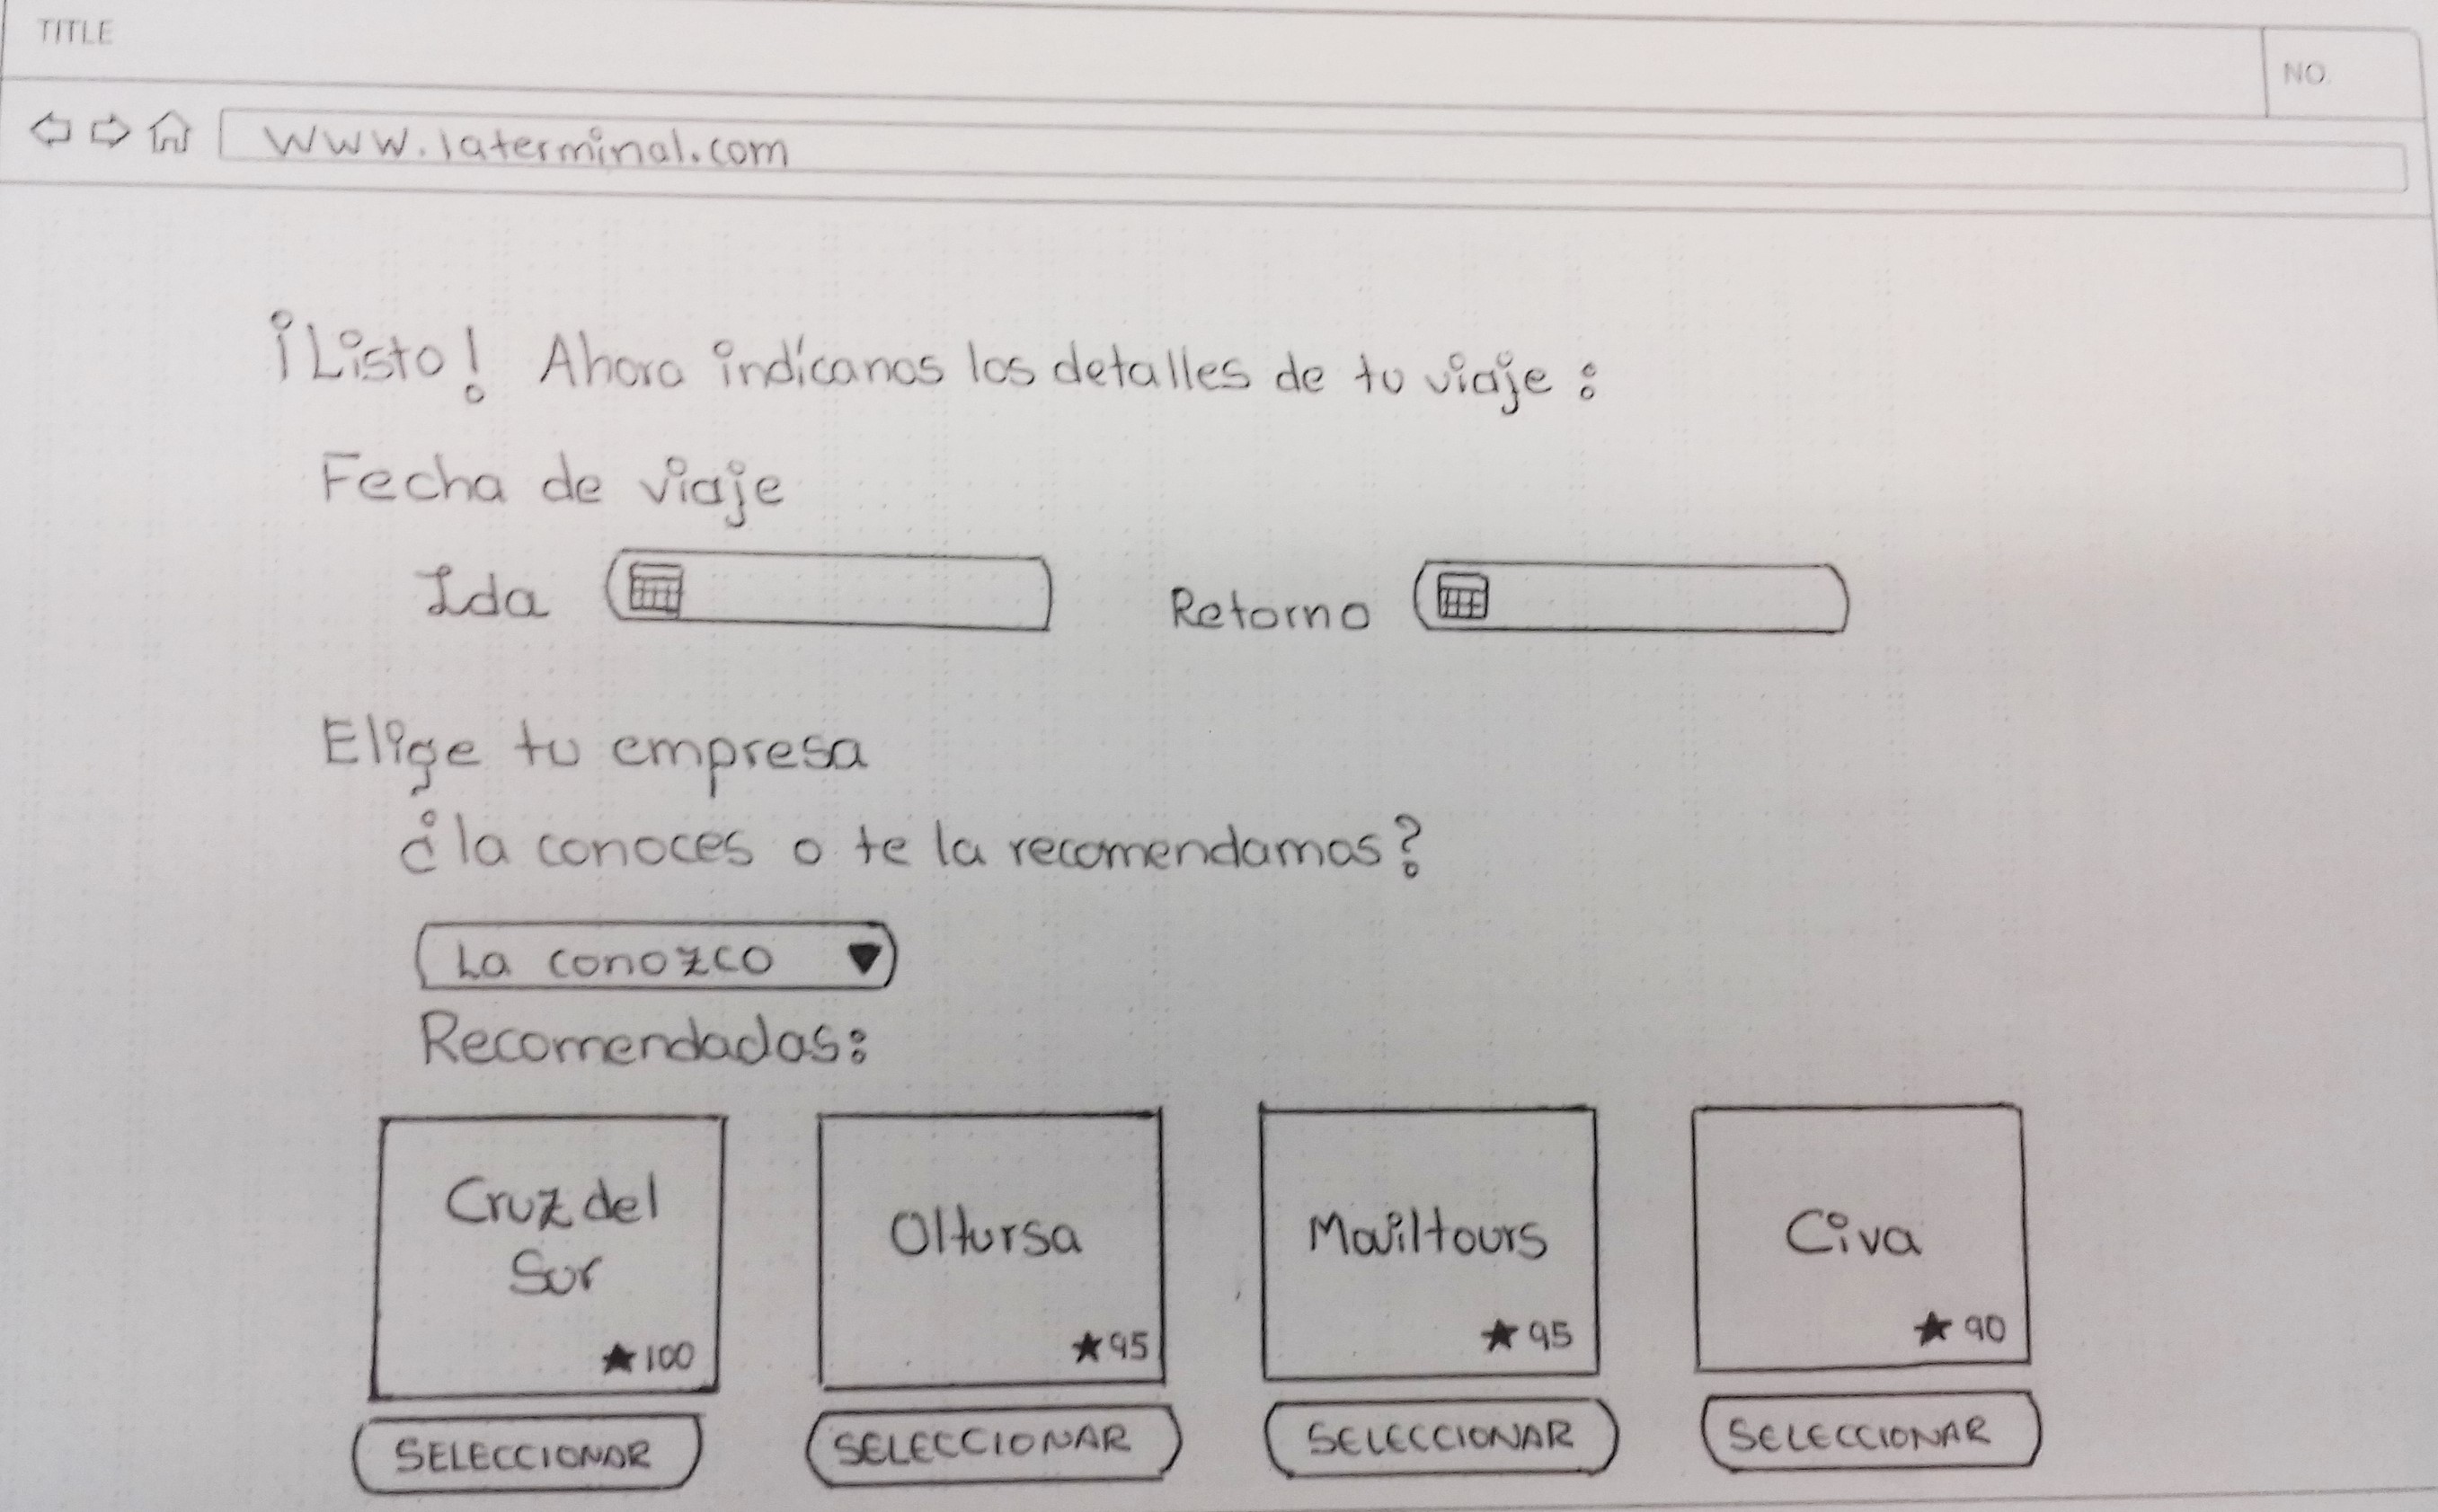 TITLE
NO.
www.laterminal.com
¡Listo! Ahora indícanos los detalles de tu viaje:
Fecha de viaje
Ida
Retorno
Elige tu empresa
¿la conoces o te la recomendamos?
La conozco
Recomendadas:
Cruz del
Sur
★100
Oltursa
★95
Moviltours
★95
Civa
★90
SELECCIONAR
SELECCIONAR
SELECCIONAR
SELECCIONAR